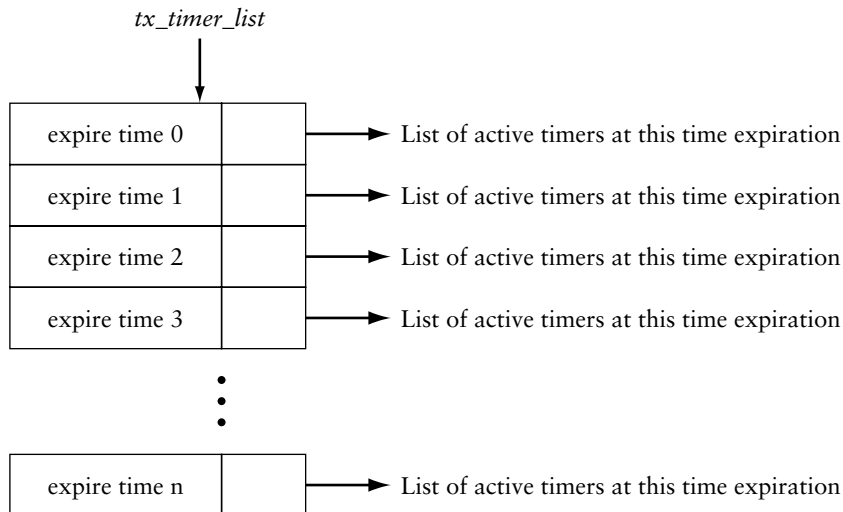 tx_timer_list
expire time 0 List of active timers at this time expiration
expire time 1 List of active timers at this time expiration
expire time 2 List of active timers at this time expiration
expire time 3 List of active timers at this time expiration
expire time n List of active timers at this time expiration